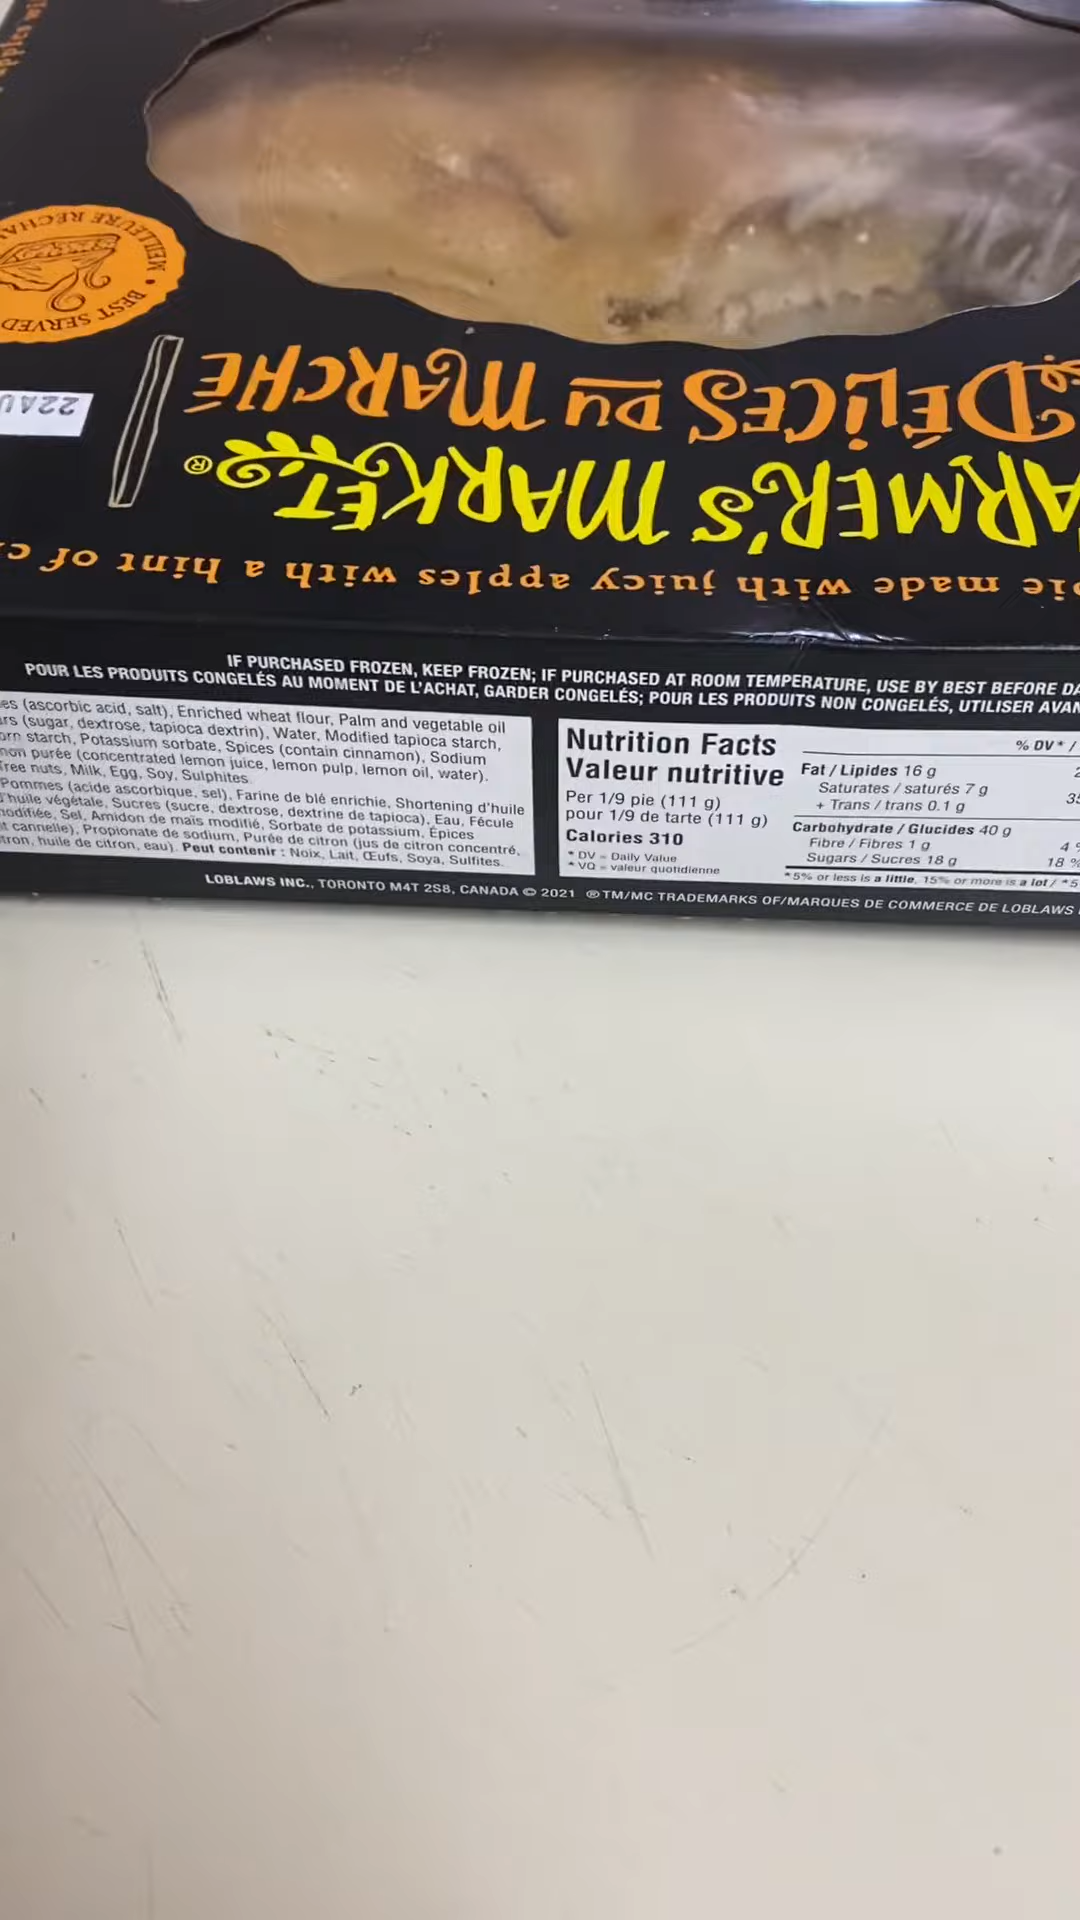 pie made with juicy apples with a hint of
ARMER'S MARKET®
DÉLICES DU MARCHÉ
22AU
BEST SERVED
MEILLEURE
apples
IF PURCHASED FROZEN, KEEP FROZEN; IF PURCHASED AT ROOM TEMPERATURE, USE BY BEST BEFORE
POUR LES PRODUITS CONGELÉS AU MOMENT DE L'ACHAT, GARDER CONGELÉS; POUR LES PRODUITS NON CONGELÉS, UTILISER
(ascorbic acid, salt), Enriched wheat flour, Palm and vegetable oil
(sugar, dextrose, tapioca dextrin), Water, Modified tapioca starch,
starch, Potassium sorbate, Spices (contain cinnamon), Sodium
purée (concentrated lemon juice, lemon pulp, lemon oil, water).
Tree nuts, Milk, Egg, Soy, Sulphites.
Pommes (acide ascorbique, sel), Farine de blé enrichie, Shortening d'huile
d'huile végétale, Sucres (sucre, dextrose, dextrine de tapioca), Eau, Fécule
modifiée, Sel, Amidon de maïs modifié, Sorbate de potassium, Épices
cannelle), Propionate de sodium, Purée de citron (jus de citron concentré,
huile de citron, eau). Peut contenir : Noix, Lait, Œufs, Soya, Sulfites.
Nutrition Facts
Valeur nutritive
Per 1/9 pie (111 g)
pour 1/9 de tarte (111 g)
Calories 310
* DV = Daily Value
* VQ = valeur quotidienne
% DV* /
Fat / Lipides 16 g
Saturates / saturés 7 g
+ Trans / trans 0.1 g
Carbohydrate / Glucides 40 g
Fibre / Fibres 1 g 4
Sugars / Sucres 18 g 18 %
*5% or less is a little, 15% or more is a lot / *5
LOBLAWS INC., TORONTO M4T 2S8, CANADA © 2021 ®TM/MC TRADEMARKS OF/MARQUES DE COMMERCE DE LOBLAWS